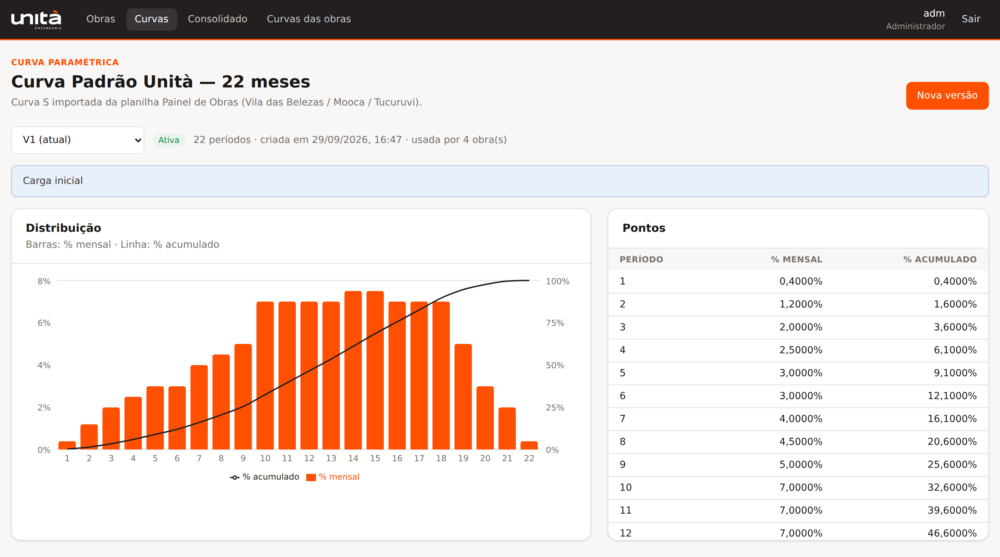 unità
ENGENHARIA
Obras
Curvas
Consolidado
Curvas das obras
adm
Administrador
Sair
CURVA PARAMÉTRICA
Curva Padrão Unità — 22 meses
Curva S importada da planilha Painel de Obras (Vila das Belezas / Mooca / Tucuruvi).
Nova versão
V1 (atual)
Ativa
22 períodos · criada em 29/09/2026, 16:47 · usada por 4 obra(s)
Carga inicial
Distribuição
Barras: % mensal · Linha: % acumulado
8%
6%
4%
2%
0%
100%
75%
50%
25%
0%
1 2 3 4 5 6 7 8 9 10 11 12 13 14 15 16 17 18 19 20 21 22
% acumulado % mensal
Pontos
PERÍODO % MENSAL % ACUMULADO
1 0,4000% 0,4000%
2 1,2000% 1,6000%
3 2,0000% 3,6000%
4 2,5000% 6,1000%
5 3,0000% 9,1000%
6 3,0000% 12,1000%
7 4,0000% 16,1000%
8 4,5000% 20,6000%
9 5,0000% 25,6000%
10 7,0000% 32,6000%
11 7,0000% 39,6000%
12 7,0000% 46,6000%